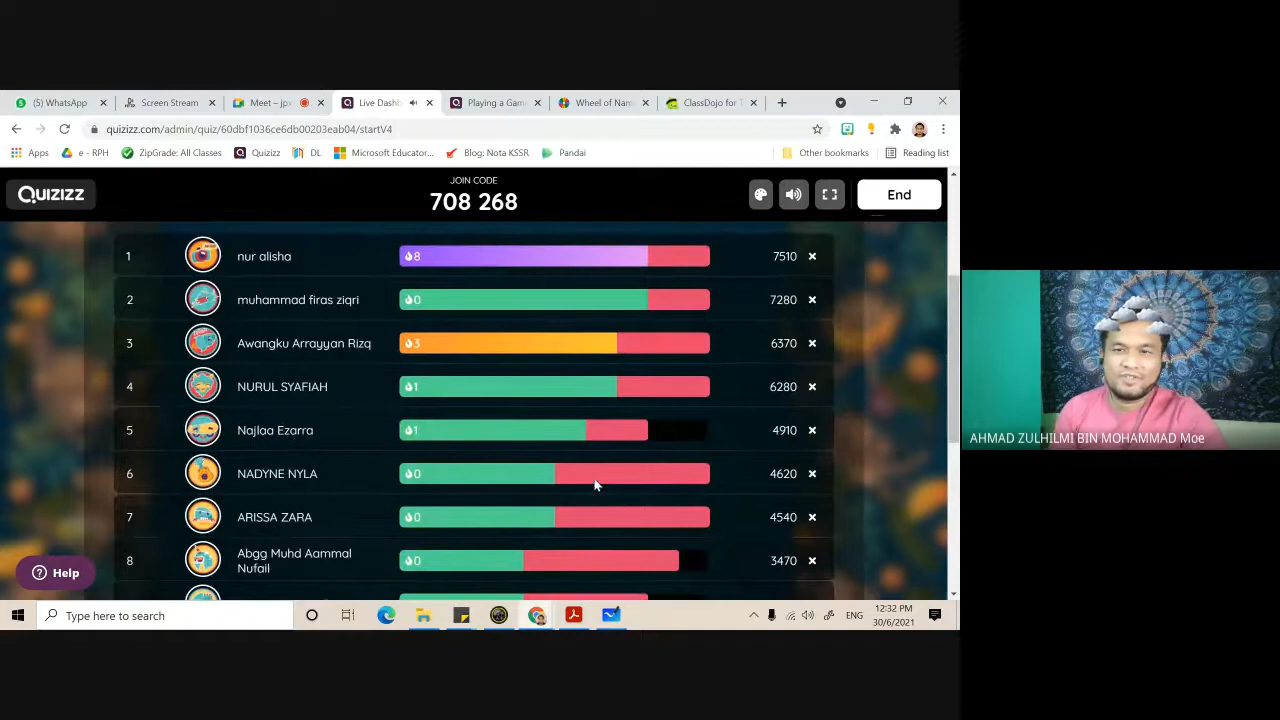 (5) WhatsApp
Screen Stream
Meet – jpx
Live Dashb
Playing a Gam
Wheel of Nam
ClassDojo for T
quizizz.com/admin/quiz/60dbf1036ce6db00203eab04/startV4
Apps
e - RPH
ZipGrade: All Classes
Quizizz
DL
Microsoft Educator...
Blog: Nota KSSR
Pandai
Other bookmarks
Reading list
Quizizz
JOIN CODE
708 268
End
1 nur alisha 8 7510
2 muhammad firas ziqri 0 7280
3 Awangku Arrayyan Rizq 3 6370
4 NURUL SYAFIAH 1 6280
5 Najlaa Ezarra 1 4910
6 NADYNE NYLA 0 4620
7 ARISSA ZARA 0 4540
8 Abgg Muhd Aammal
Nufail 0 3470
Help
AHMAD ZULHILMI BIN MOHAMMAD Moe
Type here to search
ENG
12:32 PM
30/6/2021